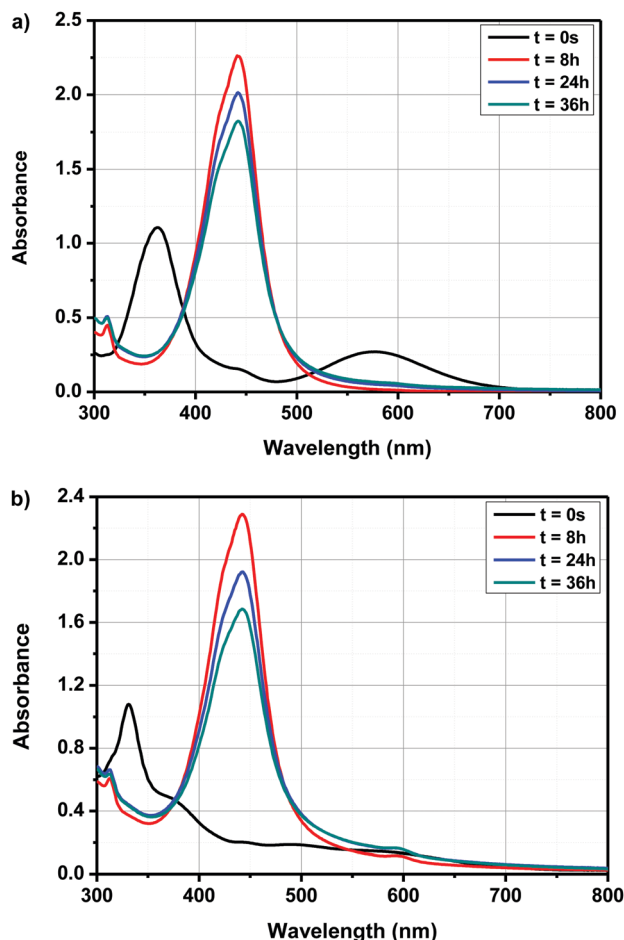 a)
2.5
2.0
1.5
1.0
0.5
0.0
Absorbance
t = 0s
t = 8h
t = 24h
t = 36h
300 400 500 600 700 800
Wavelength (nm)
b)
2.4
2.0
1.6
1.2
0.8
0.4
0.0
Absorbance
t = 0s
t = 8h
t = 24h
t = 36h
300 400 500 600 700 800
Wavelength (nm)